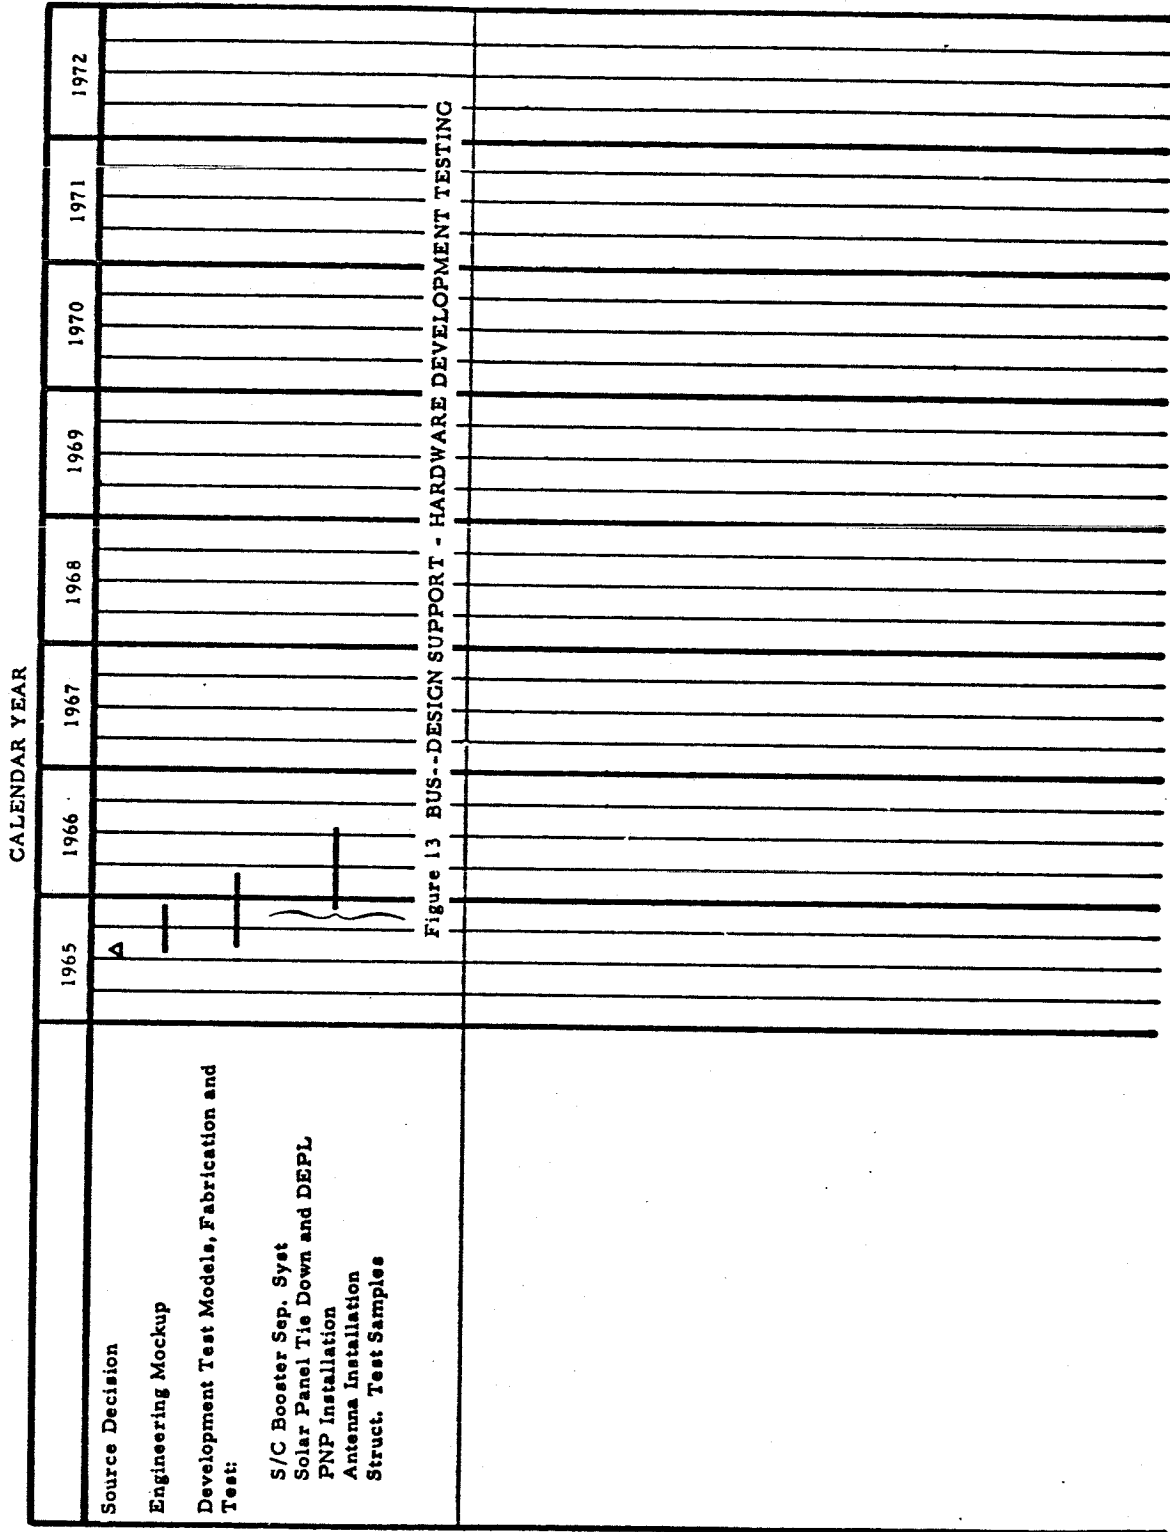 CALENDAR YEAR
1965 1966 1967 1968 1969 1970 1971 1972
Source Decision
Engineering Mockup
Development Test Models, Fabrication and
Test:
S/C Booster Sep. Syst
Solar Panel Tie Down and DEPL
PNP Installation
Antenna Installation
Struct. Test Samples
Figure 13 BUS--DESIGN SUPPORT - HARDWARE DEVELOPMENT TESTING